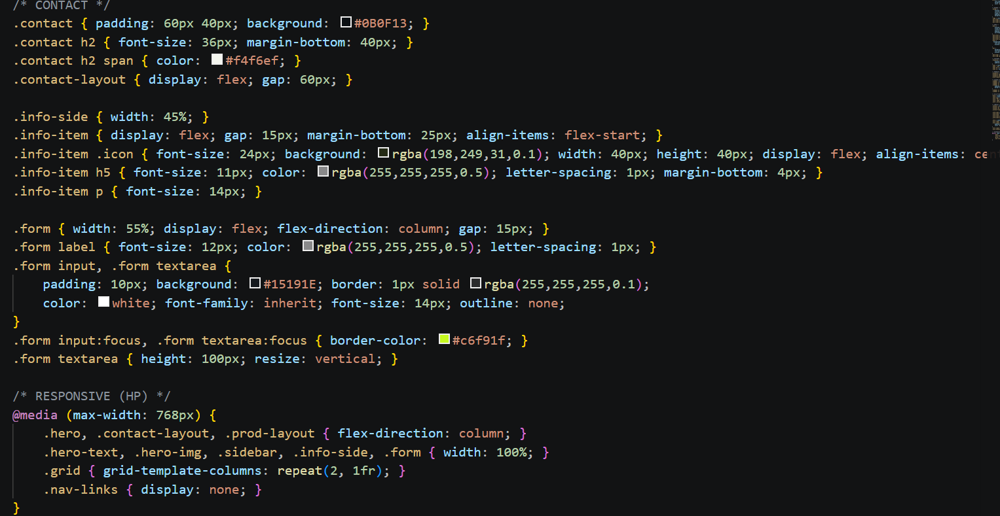 /* CONTACT */
.contact { padding: 60px 40px; background: #0B0F13; }
.contact h2 { font-size: 36px; margin-bottom: 40px; }
.contact h2 span { color: #f4f6ef; }
.contact-layout { display: flex; gap: 60px; }
.info-side { width: 45%; }
.info-item { display: flex; gap: 15px; margin-bottom: 25px; align-items: flex-start; }
.info-item .icon { font-size: 24px; background: rgba(198,249,31,0.1); width: 40px; height: 40px; display: flex; align-items:
.info-item h5 { font-size: 11px; color: rgba(255,255,255,0.5); letter-spacing: 1px; margin-bottom: 4px; }
.info-item p { font-size: 14px; }
.form { width: 55%; display: flex; flex-direction: column; gap: 15px; }
.form label { font-size: 12px; color: rgba(255,255,255,0.5); letter-spacing: 1px; }
.form input, .form textarea {
padding: 10px; background: #15191E; border: 1px solid rgba(255,255,255,0.1);
color: white; font-family: inherit; font-size: 14px; outline: none;
}
.form input:focus, .form textarea:focus { border-color: #c6f91f; }
.form textarea { height: 100px; resize: vertical; }
/* RESPONSIVE (HP) */
@media (max-width: 768px) {
.hero, .contact-layout, .prod-layout { flex-direction: column; }
.hero-text, .hero-img, .sidebar, .info-side, .form { width: 100%; }
.grid { grid-template-columns: repeat(2, 1fr); }
.nav-links { display: none; }
}